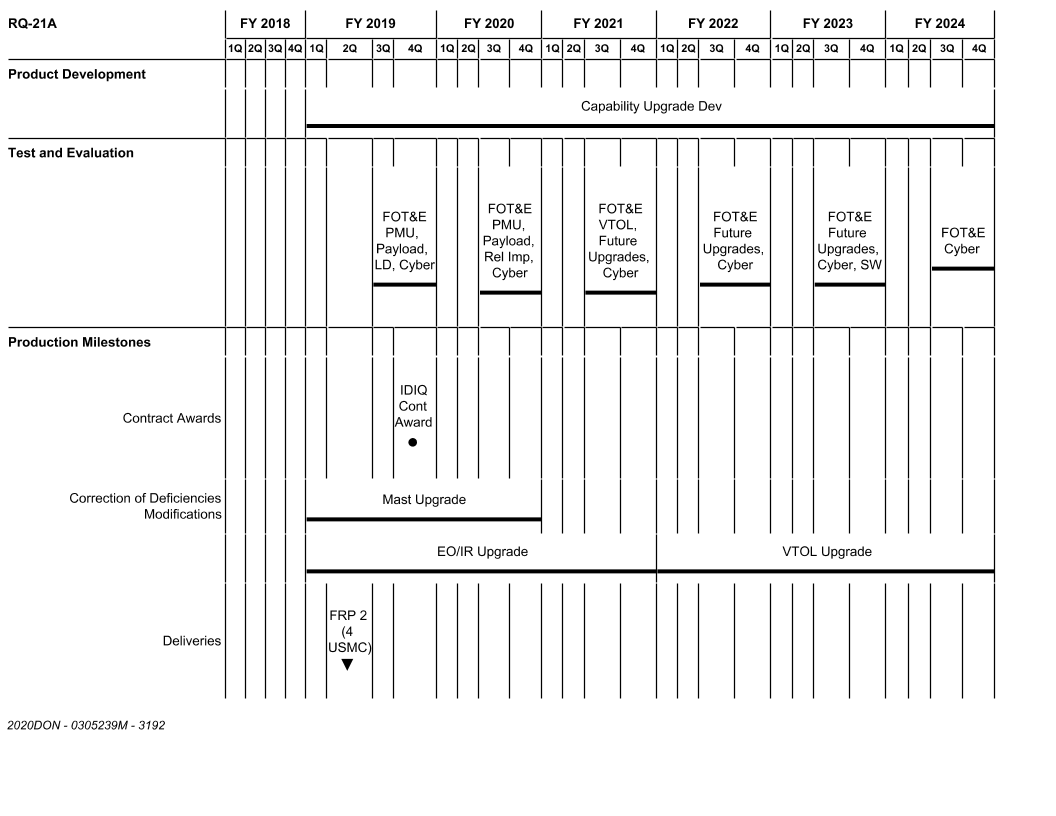 RQ-21A FY 2018 FY 2019 FY 2020 FY 2021 FY 2022 FY 2023 FY 2024
1Q 2Q 3Q 4Q 1Q 2Q 3Q 4Q 1Q 2Q 3Q 4Q 1Q 2Q 3Q 4Q 1Q 2Q 3Q 4Q 1Q 2Q 3Q 4Q 1Q 2Q 3Q 4Q
Product Development
Capability Upgrade Dev
Test and Evaluation
FOT&E
PMU,
Payload,
LD, Cyber
FOT&E
PMU,
Payload,
Rel Imp,
Cyber
FOT&E
VTOL,
Future
Upgrades,
Cyber
FOT&E
Future
Upgrades,
Cyber
FOT&E
Future
Upgrades,
Cyber, SW
FOT&E
Cyber
Production Milestones
Contract Awards
IDIQ
Cont
Award
Correction of Deficiencies
Modifications
Mast Upgrade
EO/IR Upgrade
VTOL Upgrade
Deliveries
FRP 2
(4
USMC)
2020DON - 0305239M - 3192